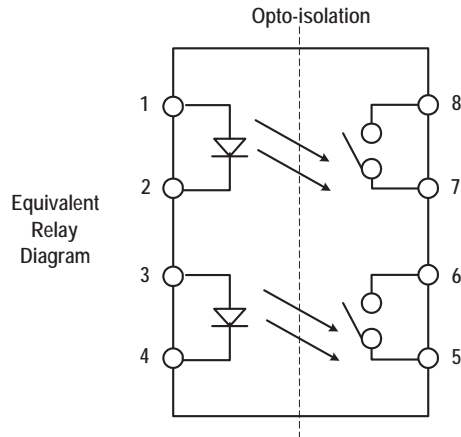 Opto-isolation
1
8
2
7
Equivalent
Relay
Diagram
3
6
4
5